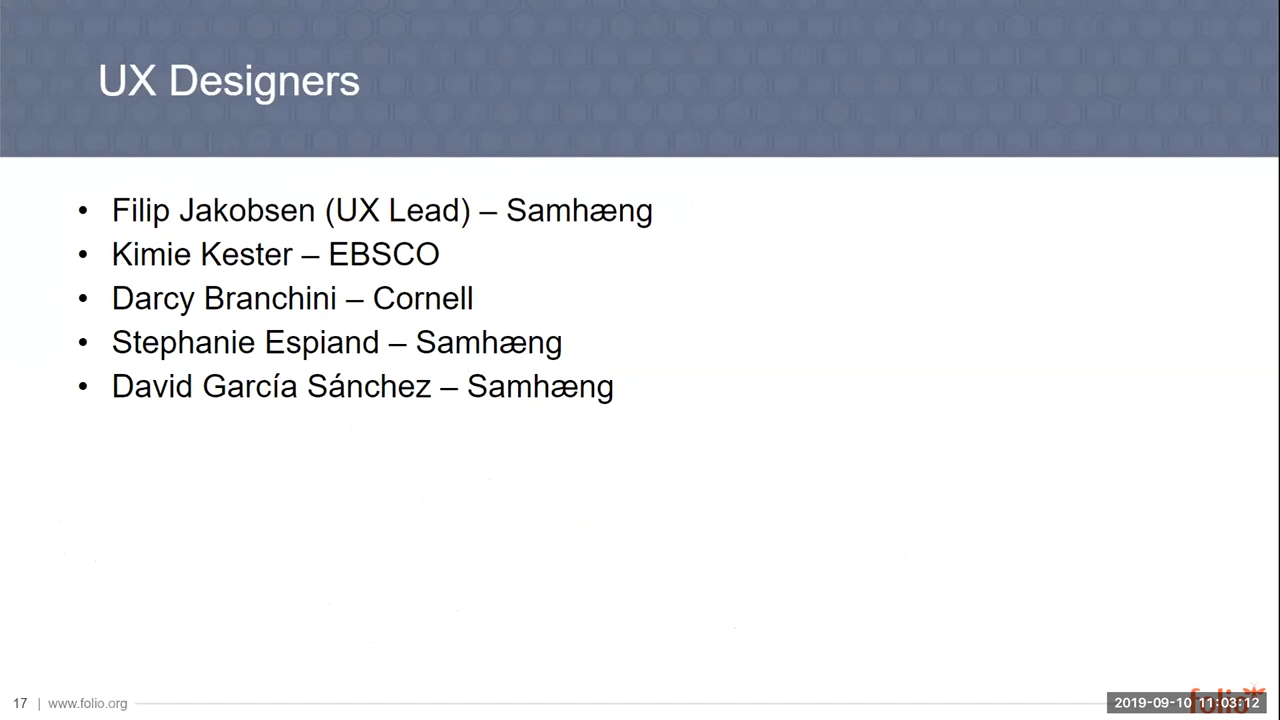 UX Designers
• Filip Jakobsen (UX Lead) – Samhæng
• Kimie Kester – EBSCO
• Darcy Branchini – Cornell
• Stephanie Espiand – Samhæng
• David García Sánchez – Samhæng
17 | www.folio.org
folio
2019-09-10 11:03:12